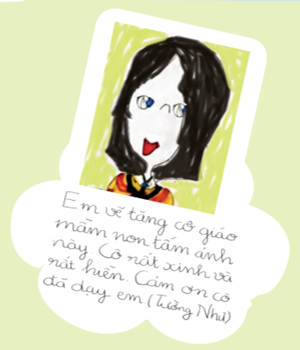 Em vẽ tặng cô giáo
mầm non tấm ảnh
này. Cô rất xinh và
rất hiền. Cảm ơn cô
đã dạy em (Tường Như)